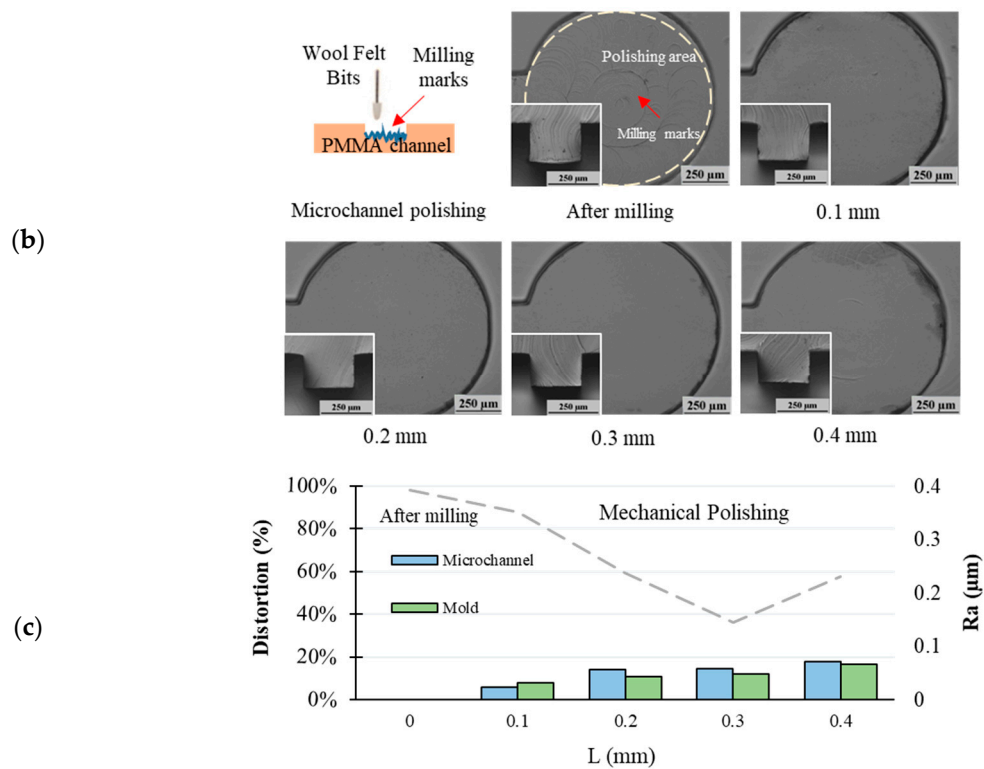 (b)
Wool Felt
Bits
Milling
marks
PMMA channel
Microchannel polishing
Polishing area
Milling marks
250 µm
250 µm
After milling
250 µm
250 µm
0.1 mm
250 µm
250 µm
0.2 mm
250 µm
250 µm
0.3 mm
250 µm
250 µm
0.4 mm
(c)
Distortion (%)
100%
80%
60%
40%
20%
0%
After milling
Mechanical Polishing
Microchannel
Mold
0.4
0.3
0.2
0.1
0
Ra (µm)
0
0.1
0.2
0.3
0.4
L (mm)